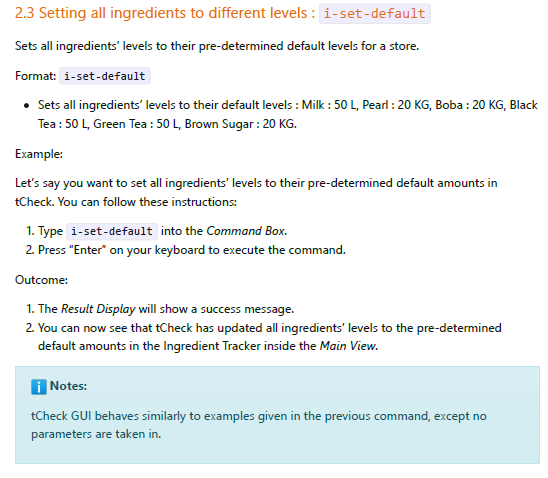 2.3 Setting all ingredients to different levels : i-set-default
Sets all ingredients’ levels to their pre-determined default levels for a store.
Format: i-set-default
• Sets all ingredients’ levels to their default levels : Milk : 50 L, Pearl : 20 KG, Boba : 20 KG, Black
Tea : 50 L, Green Tea : 50 L, Brown Sugar : 20 KG.
Example:
Let’s say you want to set all ingredients’ levels to their pre-determined default amounts in
tCheck. You can follow these instructions:
1. Type i-set-default into the Command Box.
2. Press “Enter” on your keyboard to execute the command.
Outcome:
1. The Result Display will show a success message.
2. You can now see that tCheck has updated all ingredients’ levels to the pre-determined
default amounts in the Ingredient Tracker inside the Main View.
i Notes:
tCheck GUI behaves similarly to examples given in the previous command, except no
parameters are taken in.